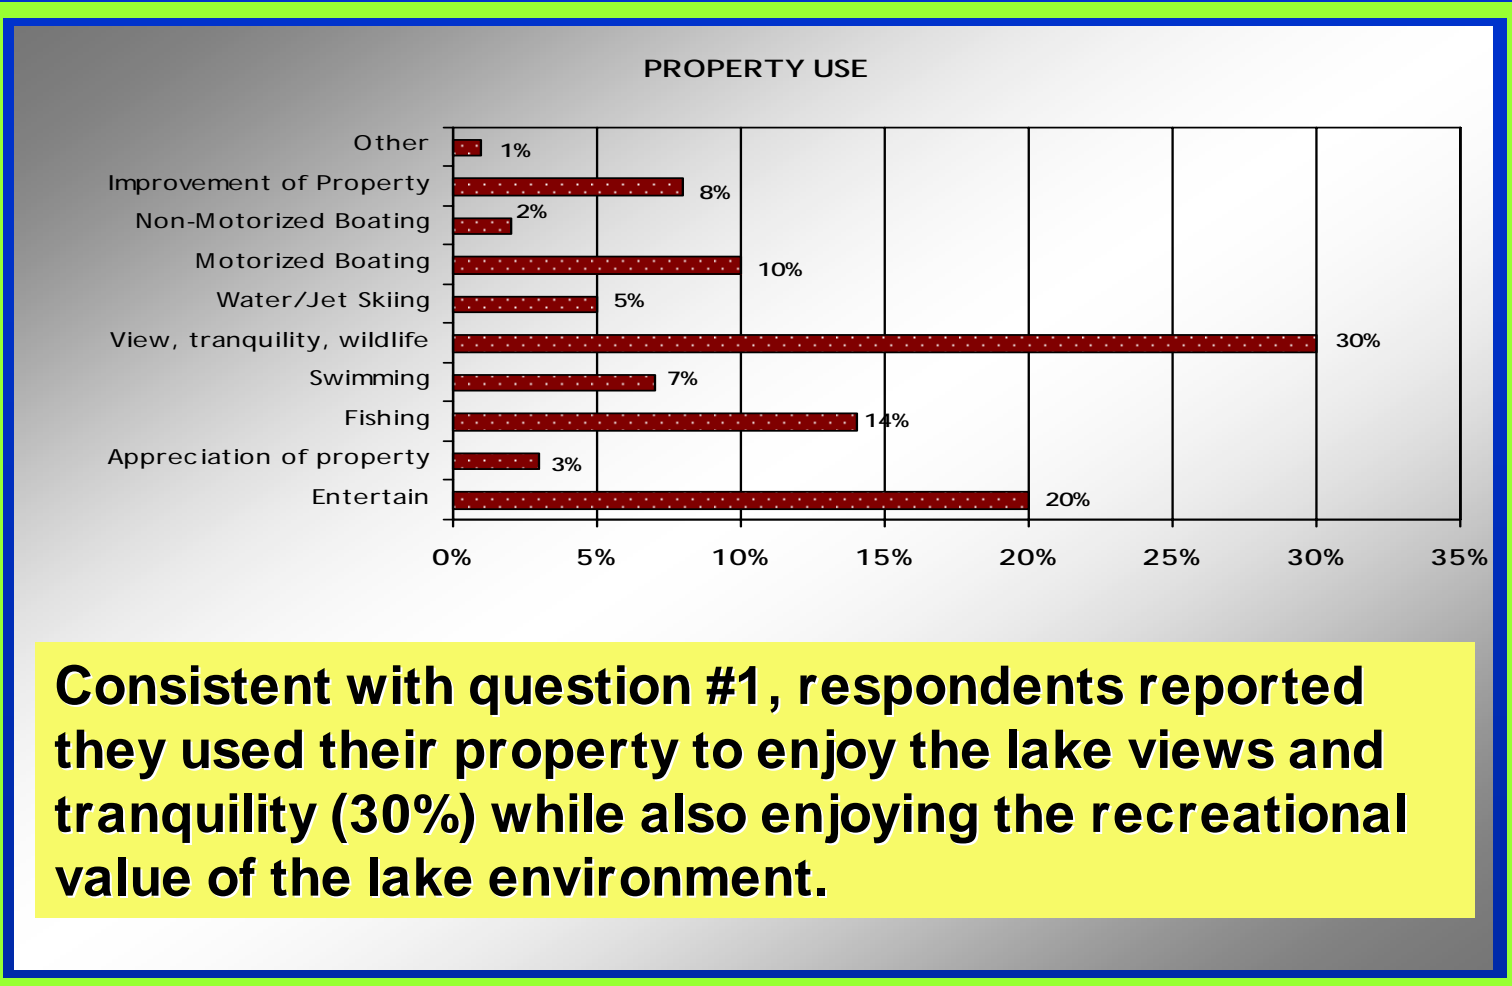 PROPERTY USE
Other
1%
Improvement of Property
8%
Non-Motorized Boating
2%
Motorized Boating
10%
Water/Jet Skiing
5%
View, tranquility, wildlife
30%
Swimming
7%
Fishing
14%
Appreciation of property
3%
Entertain
20%
0% 5% 10% 15% 20% 25% 30% 35%
Consistent with question #1, respondents reported
they used their property to enjoy the lake views and
tranquility (30%) while also enjoying the recreational
value of the lake environment.